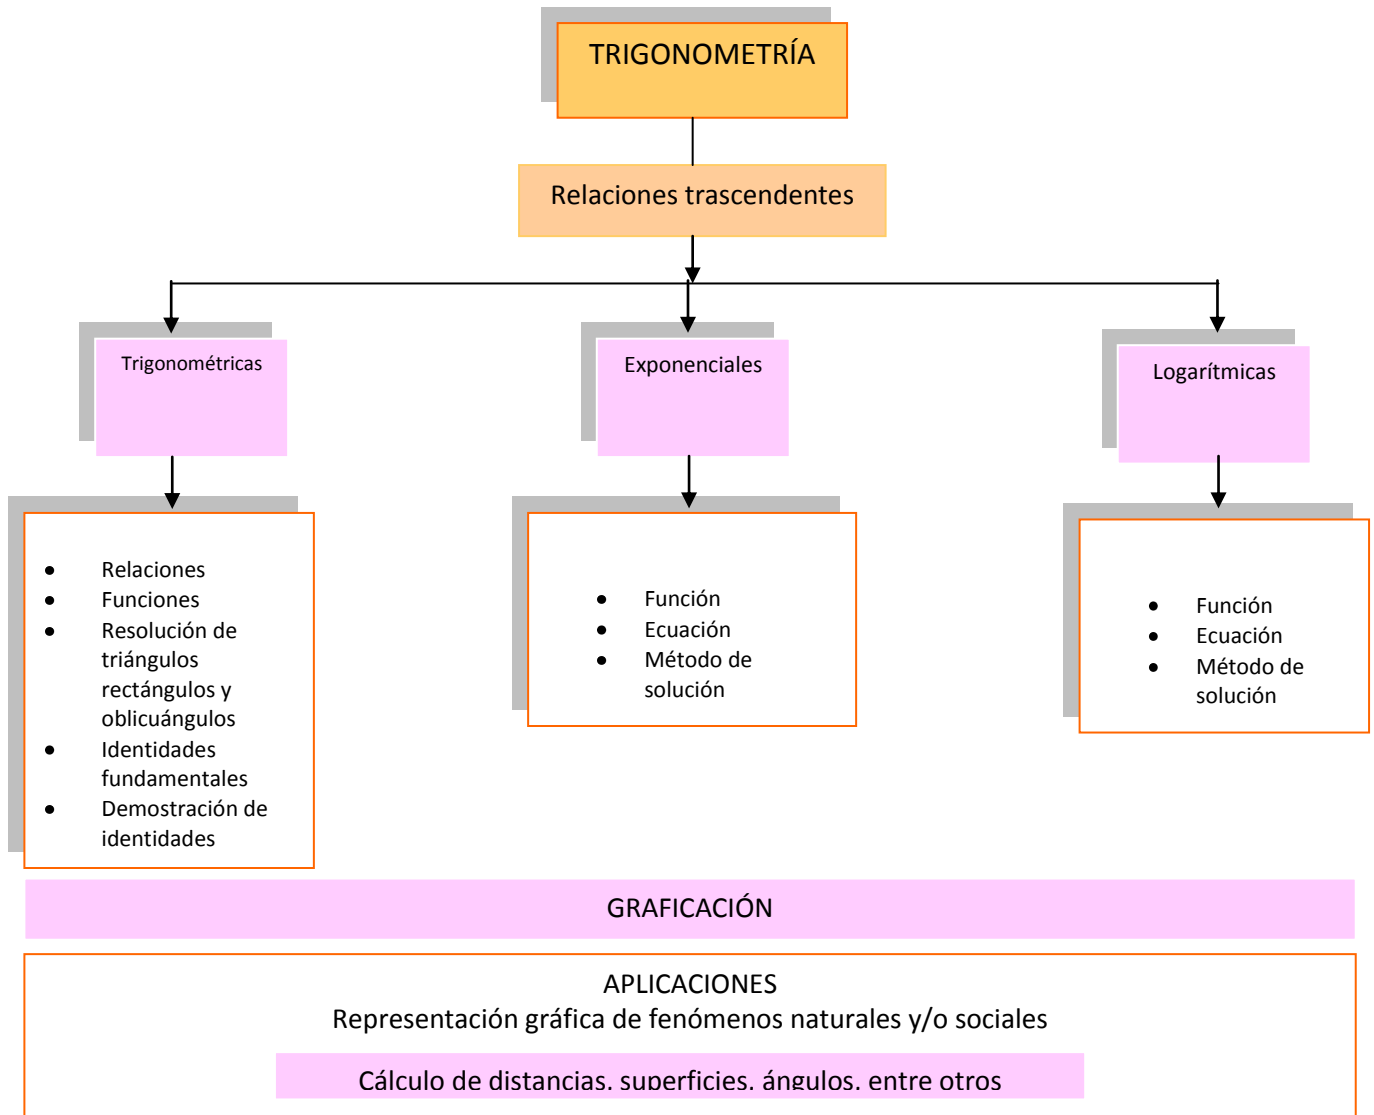 TRIGONOMETRÍA
Relaciones trascendentes
Trigonométricas
Exponenciales
Logarítmicas
• Relaciones
• Funciones
• Resolución de
triángulos
rectángulos y
oblicuángulos
• Identidades
fundamentales
• Demostración de
identidades
• Función
• Ecuación
• Método de
solución
• Función
• Ecuación
• Método de
solución
GRAFICACIÓN
APLICACIONES
Representación gráfica de fenómenos naturales y/o sociales
Cálculo de distancias, superficies, ángulos, entre otros